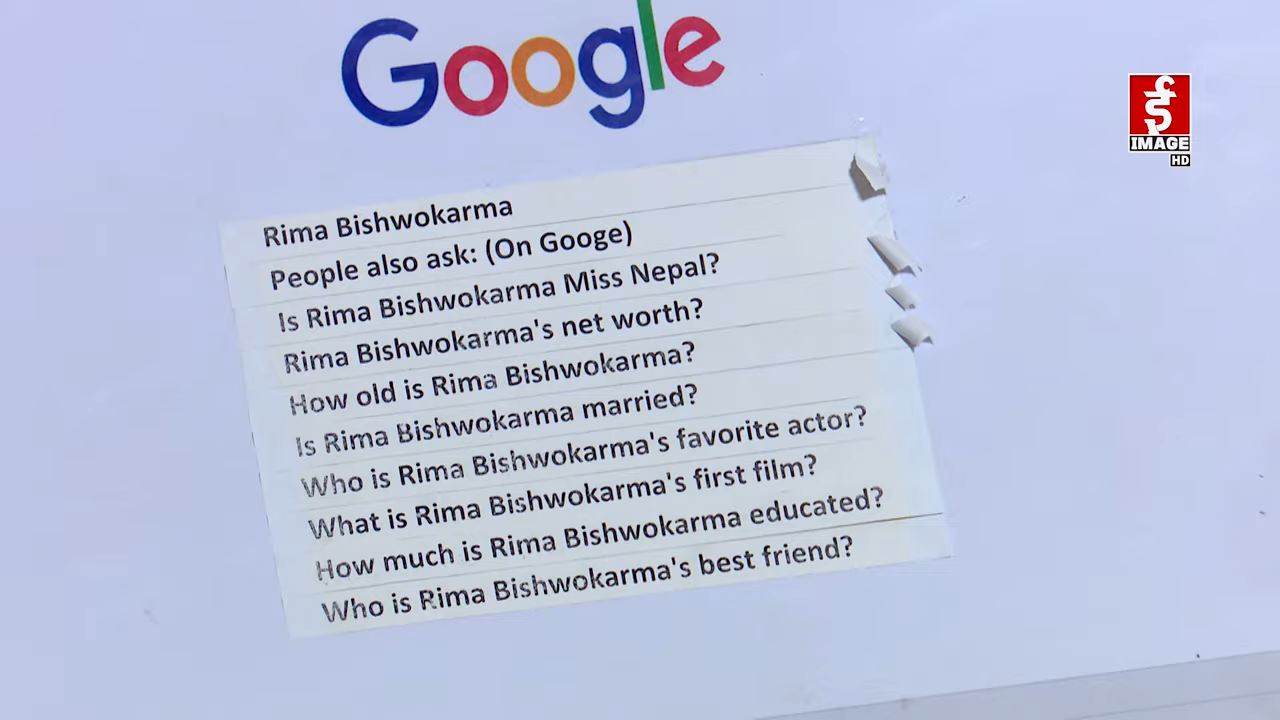 Google
ई
IMAGE
HD
Rima Bishwokarma
People also ask: (On Googe)
Is Rima Bishwokarma Miss Nepal?
Rima Bishwokarma's net worth?
How old is Rima Bishwokarma?
Is Rima Bishwokarma married?
Who is Rima Bishwokarma's favorite actor?
What is Rima Bishwokarma's first film?
How much is Rima Bishwokarma educated?
Who is Rima Bishwokarma's best friend?